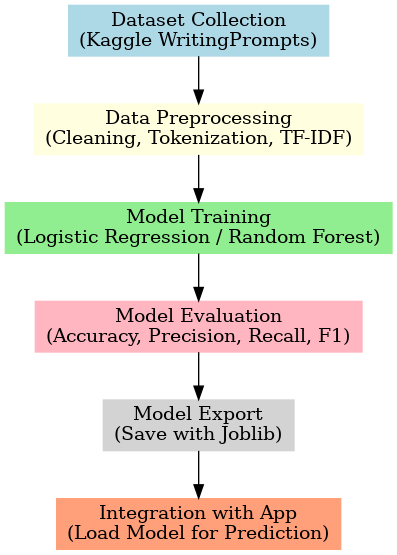 Dataset Collection
(Kaggle WritingPrompts)
Data Preprocessing
(Cleaning, Tokenization, TF-IDF)
Model Training
(Logistic Regression / Random Forest)
Model Evaluation
(Accuracy, Precision, Recall, F1)
Model Export
(Save with Joblib)
Integration with App
(Load Model for Prediction)